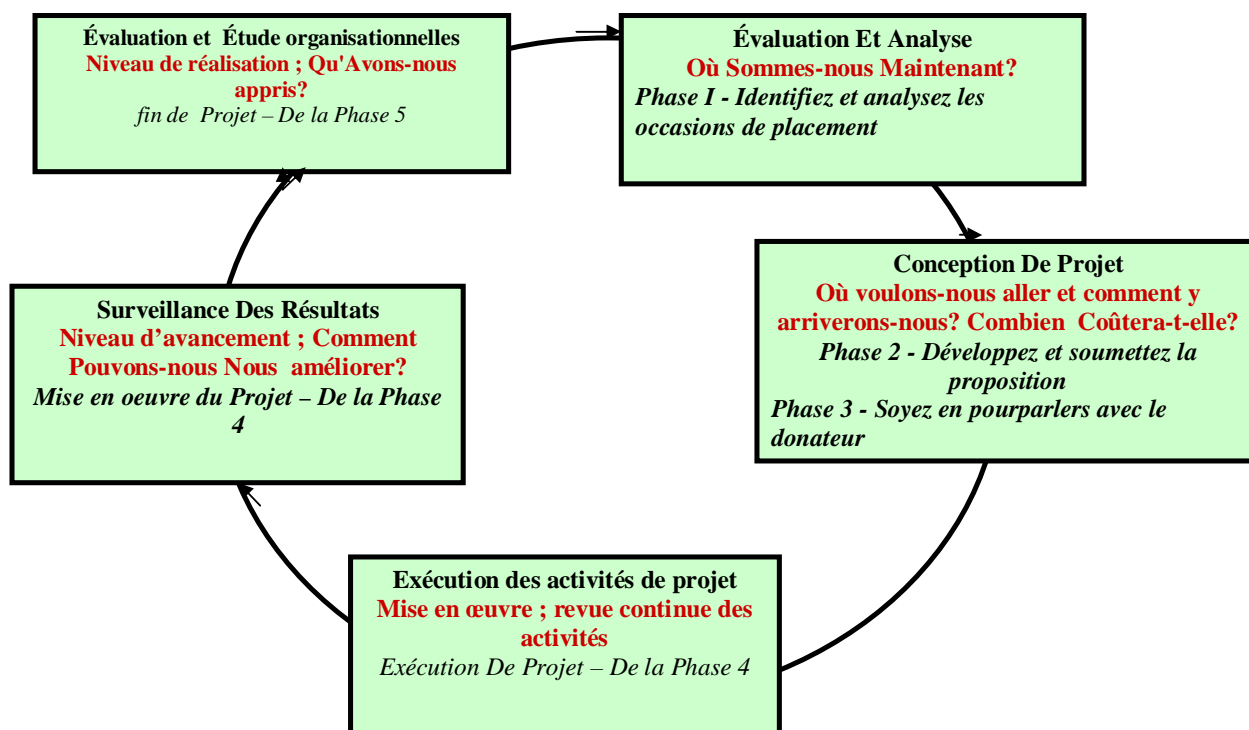 Évaluation et Étude organisationnelles
Niveau de réalisation ; Qu'Avons-nous
appris?
fin de Projet – De la Phase 5
Évaluation Et Analyse
Où Sommes-nous Maintenant?
Phase I - Identifiez et analysez les
occasions de placement
Conception De Projet
Où voulons-nous aller et comment y
arriverons-nous? Combien Coûtera-t-elle?
Phase 2 - Développez et soumettez la
proposition
Phase 3 - Soyez en pourparlers avec le
donateur
Exécution des activités de projet
Mise en œuvre ; revue continue des
activités
Exécution De Projet – De la Phase 4
Surveillance Des Résultats
Niveau d'avancement ; Comment
Pouvons-nous Nous améliorer?
Mise en oeuvre du Projet – De la Phase
4